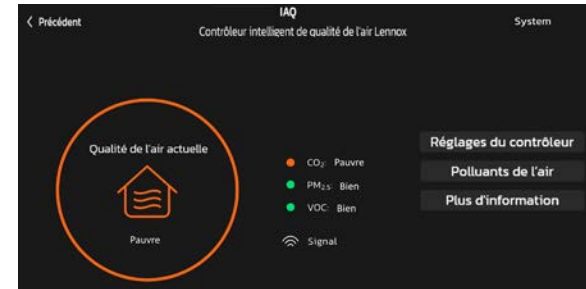 < Précédent
IAQ
System
Contrôleur intelligent de qualité de l'air Lennox
Qualité de l'air actuelle
Pauvre
CO₂: Pauvre
PM₂.₅: Bien
VOC: Bien
Signal
Réglages du contrôleur
Polluants de l'air
Plus d'information